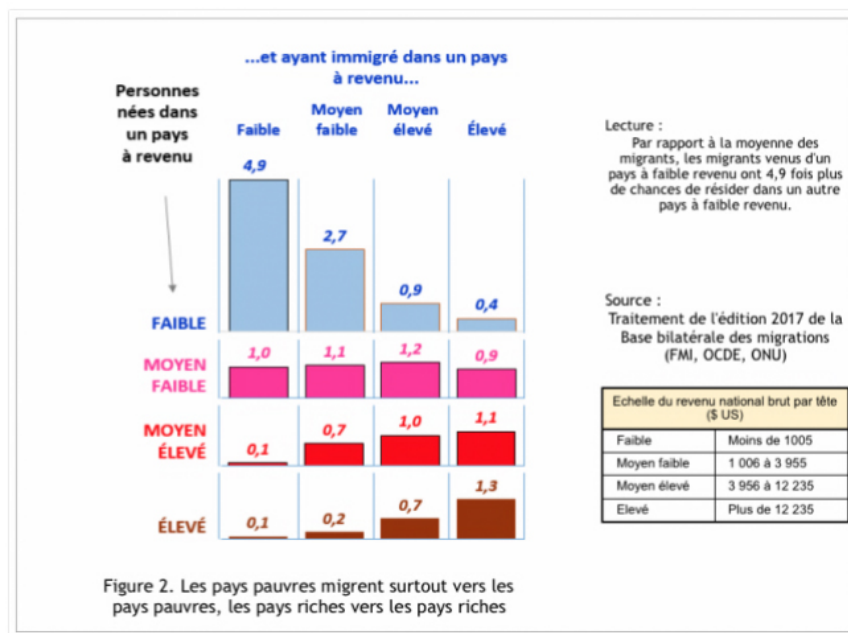 ...et ayant immigré dans un pays
à revenu...
Personnes
nées dans
un pays
à revenu
Faible
Moyen
faible
Moyen
élevé
Élevé
4,9
2,7
0,9
0,4
FAIBLE
1,0
1,1
1,2
0,9
MOYEN
FAIBLE
0,1
0,7
1,0
1,1
MOYEN
ÉLEVÉ
0,1
0,2
0,7
1,3
ÉLEVÉ
Lecture :
Par rapport à la moyenne des
migrants, les migrants venus d'un
pays à faible revenu ont 4,9 fois plus
de chances de résider dans un autre
pays à faible revenu.
Source :
Traitement de l'édition 2017 de la
Base bilatérale des migrations
(FMI, OCDE, ONU)
Echelle du revenu national brut par tête
($ US)
Faible Moins de 1005
Moyen faible 1 006 à 3 955
Moyen élevé 3 956 à 12 235
Elevé Plus de 12 235
Figure 2. Les pays pauvres migrent surtout vers les
pays pauvres, les pays riches vers les pays riches